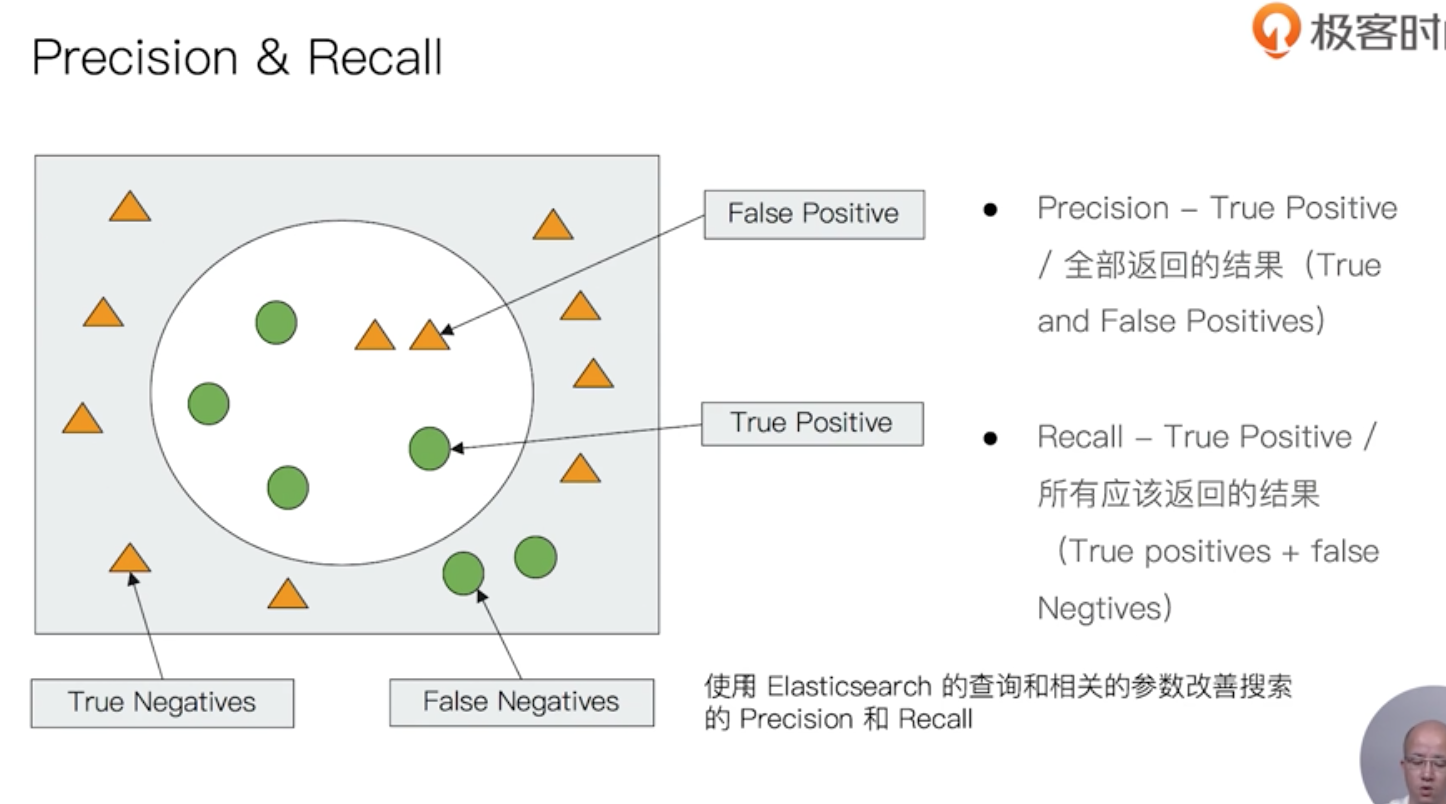 Precision & Recall
极客时
False Positive
True Positive
True Negatives
False Negatives
● Precision – True Positive
/ 全部返回的结果（True
and False Positives）
● Recall – True Positive /
所有应该返回的结果
（True positives + false
Negtives）
使用 Elasticsearch 的查询和相关的参数改善搜索
的 Precision 和 Recall